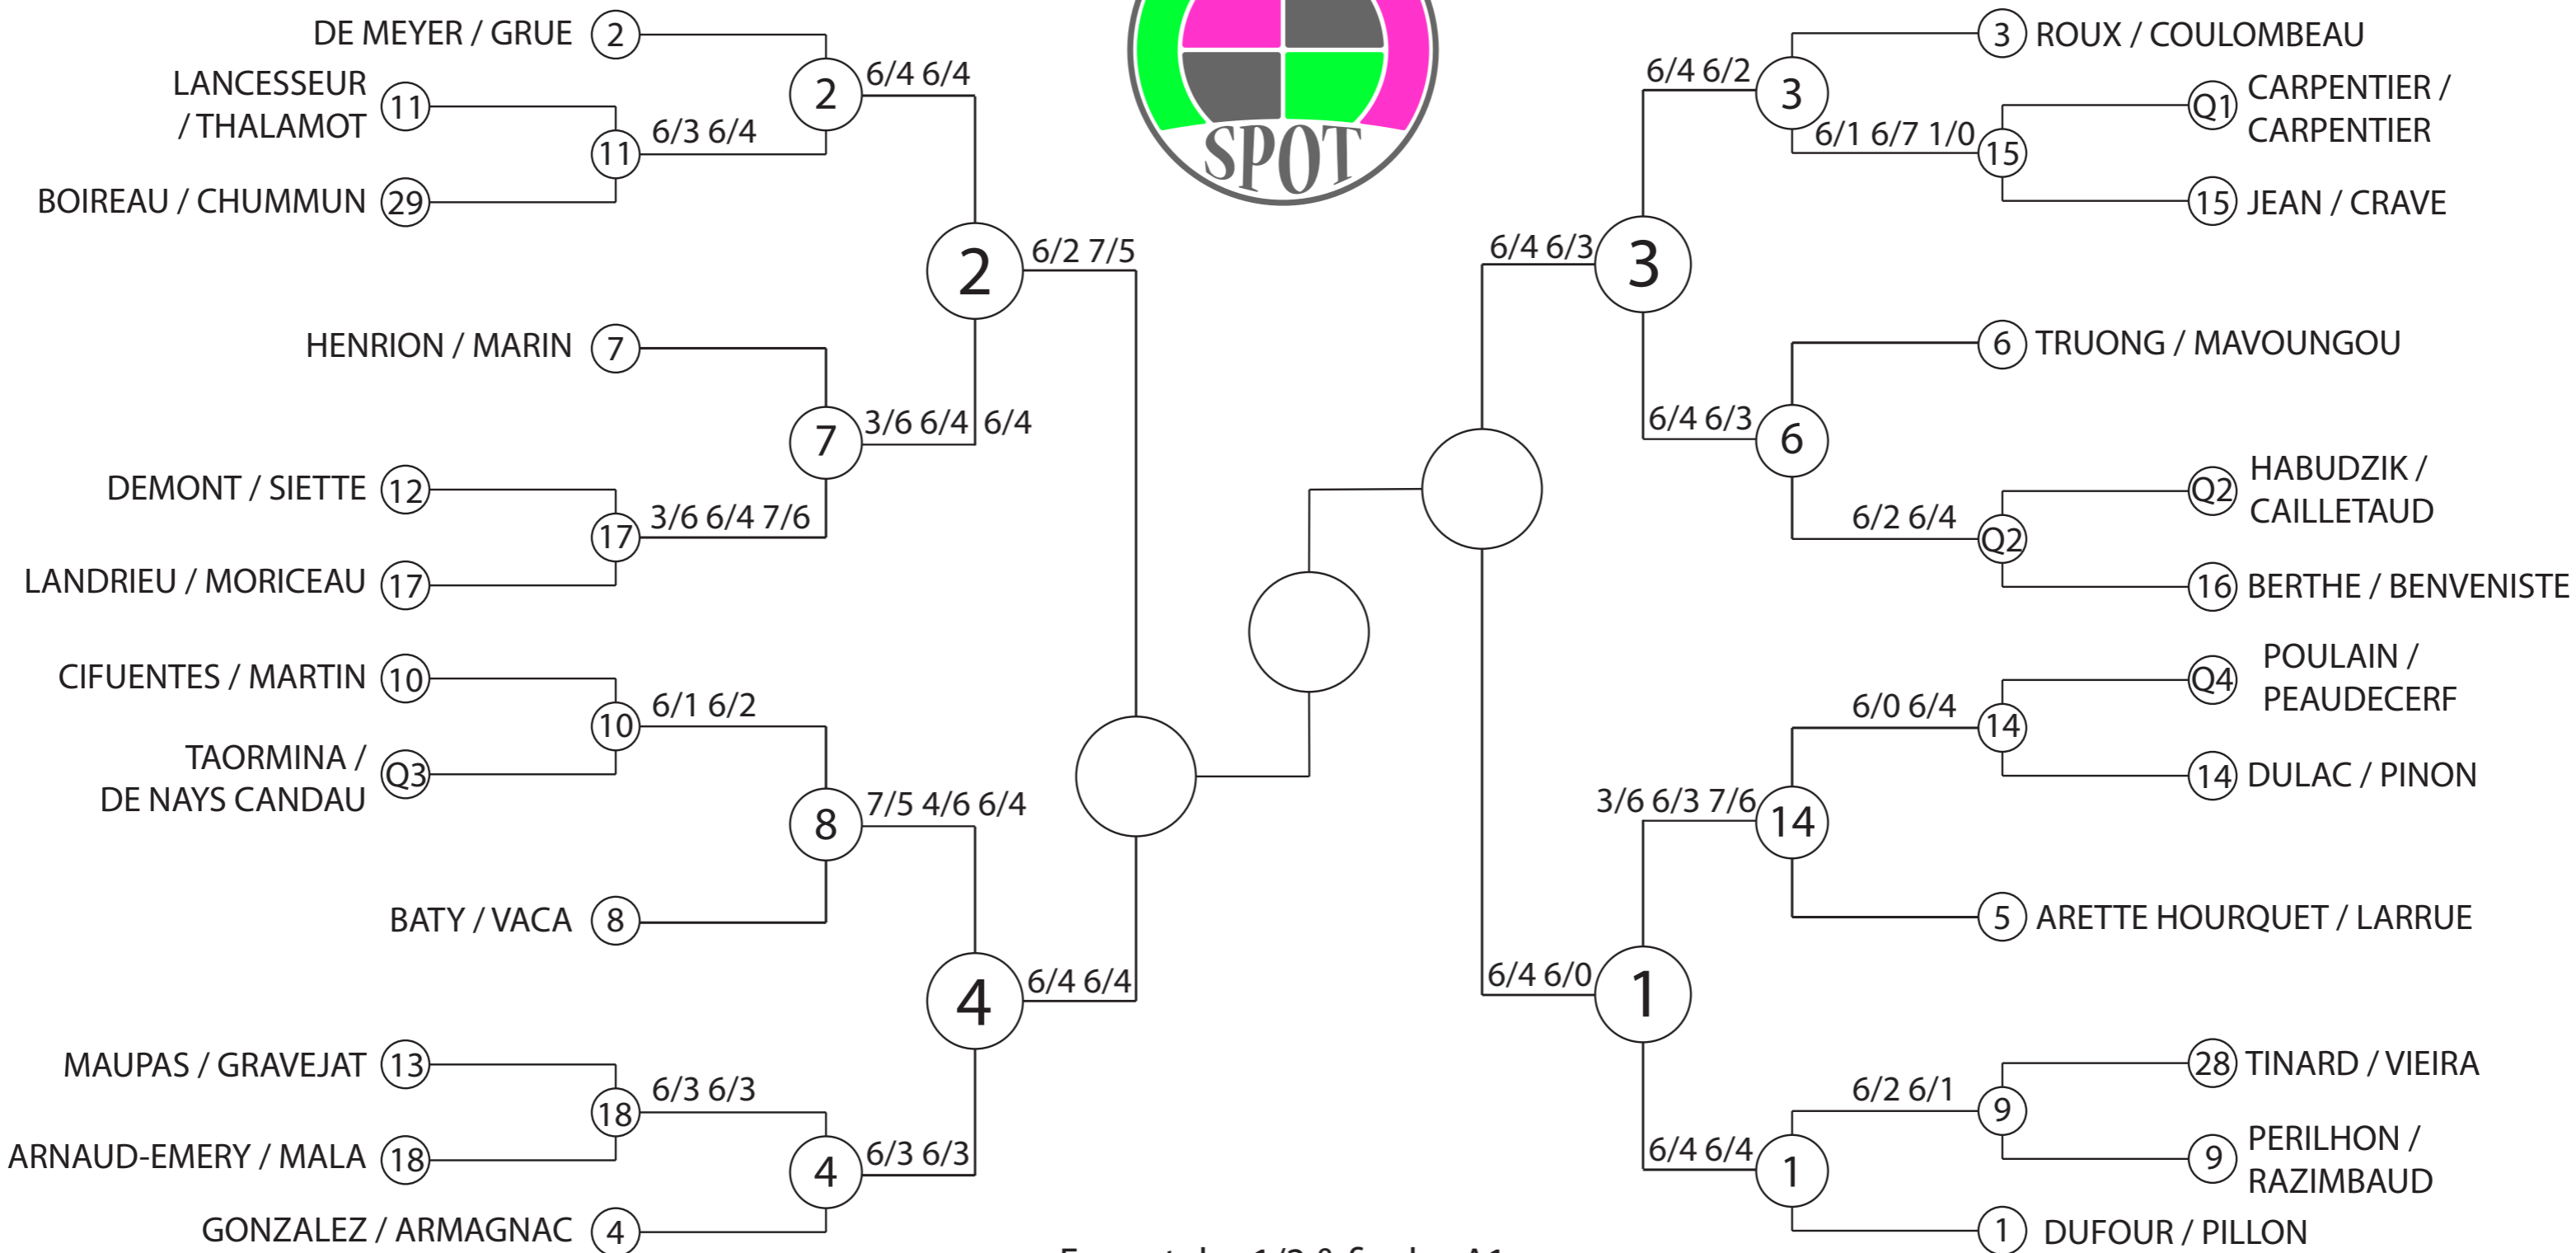 DE MEYER / GRUE 2
LANCESSEUR
/ THALAMOT 11
BOIREAU / CHUMMUN 29
11
6/3 6/4
2
6/4 6/4
HENRION / MARIN 7
DEMONT / SIETTE 12
LANDRIEU / MORICEAU 17
17
3/6 6/4 7/6
7
3/6 6/4 6/4
2
6/2 7/5
CIFUENTES / MARTIN 10
TAORMINA /
DE NAYS CANDAU Q3
10
6/1 6/2
BATY / VACA 8
8
7/5 4/6 6/4
MAUPAS / GRAVEJAT 13
ARNAUD-EMERY / MALA 18
18
6/3 6/3
GONZALEZ / ARMAGNAC 4
4
6/3 6/3
4
6/4 6/4
SPOT
3 ROUX / COULOMBEAU
Q1 CARPENTIER /
CARPENTIER
15 JEAN / CRAVE
15
6/1 6/7 1/0
3
6/4 6/2
6 TRUONG / MAVOUNGOU
Q2 HABUDZIK /
CAILLETAUD
16 BERTHE / BENVENISTE
Q2
6/2 6/4
6
6/4 6/3
3
6/4 6/3
Q4 POULAIN /
PEAUDECERF
14 DULAC / PINON
14
6/0 6/4
5 ARETTE HOURQUET / LARRUE
14
3/6 6/3 7/6
28 TINARD / VIEIRA
9 PERILHON /
RAZIMBAUD
9
6/2 6/1
1 DUFOUR / PILLON
1
6/4 6/4
1
6/4 6/0